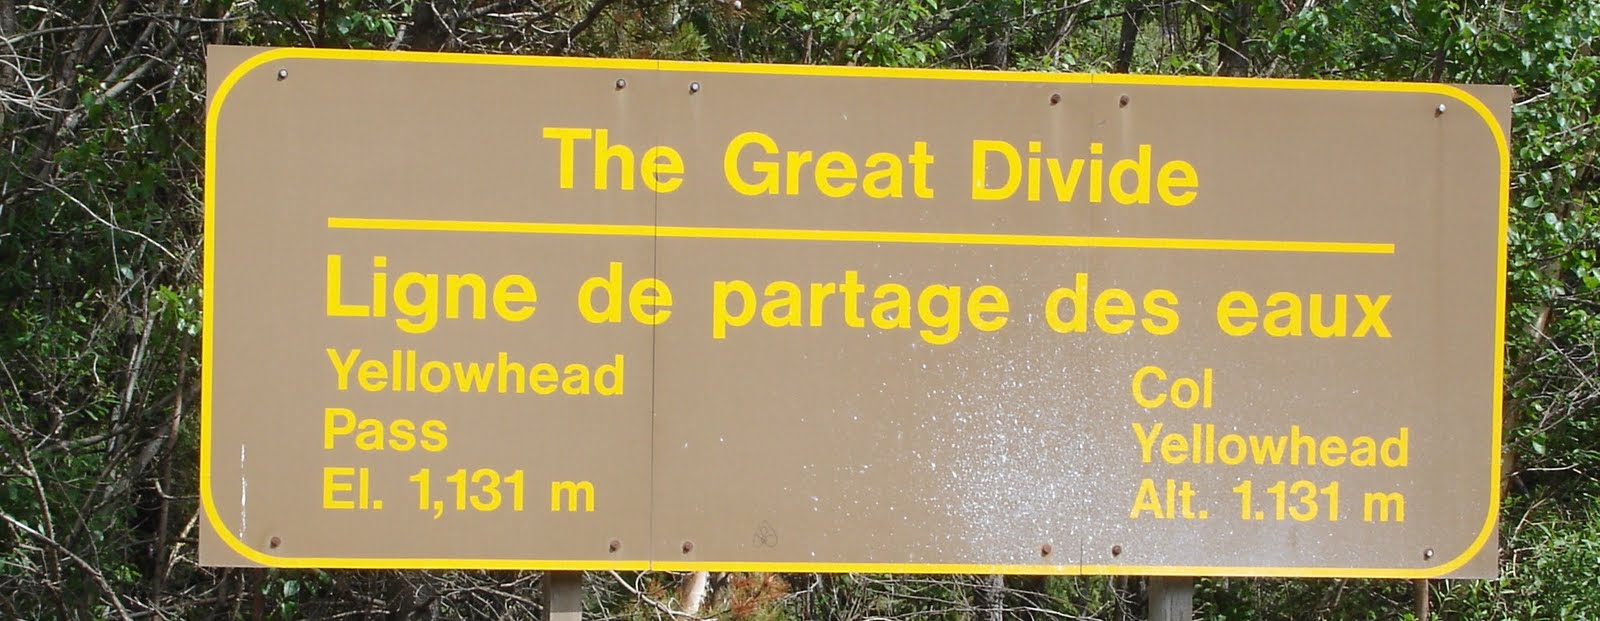 The Great Divide
Ligne de partage des eaux
Yellowhead
Pass
El. 1,131 m
Col
Yellowhead
Alt. 1.131 m